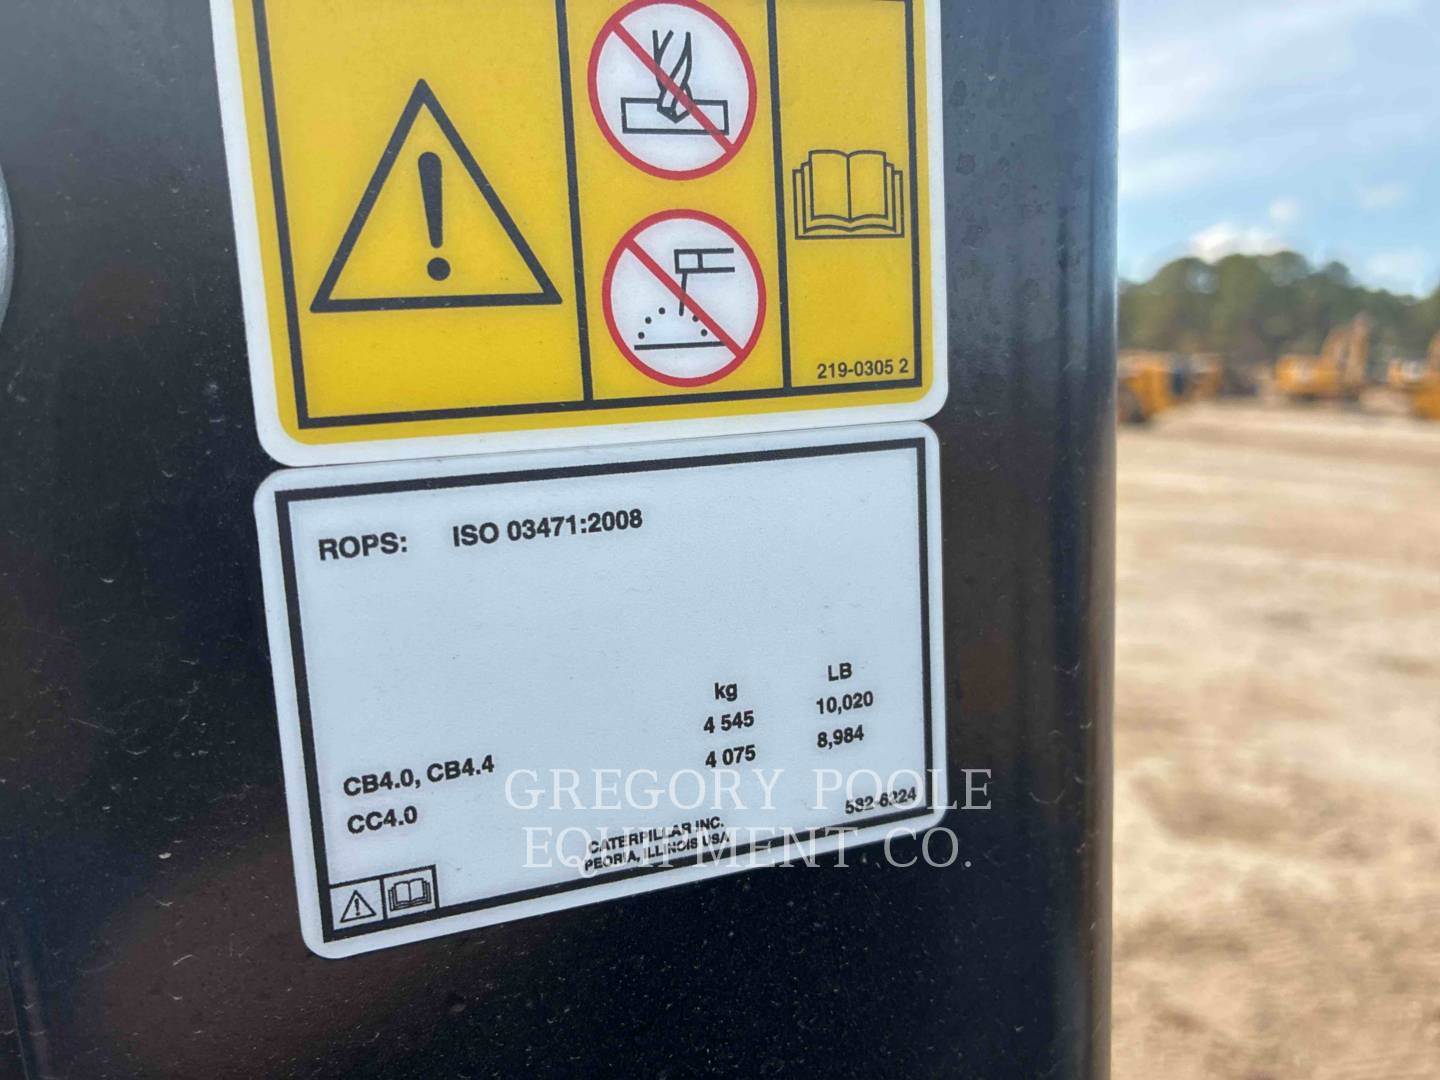 219-0305 2
ROPS: ISO 03471:2008
kg LB
CB4.0, CB4.4 4 545 10,020
CC4.0 4 075 8,984
582-6224
CATERPILLAR INC.
PEORIA, ILLINOIS USA
GREGORY POOLE
EQUIPMENT CO.